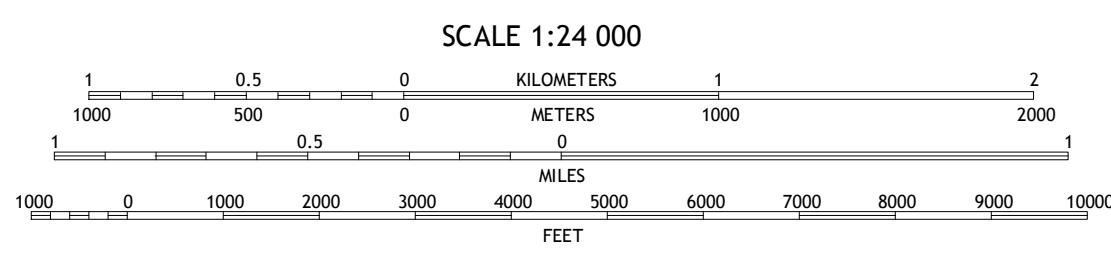 SCALE 1:24 000
1 0.5 0 KILOMETERS 1 2
1000 500 0 METERS 1000 2000
1 0.5 0 1
MILES
1000 0 1000 2000 3000 4000 5000 6000 7000 8000 9000 10000
FEET